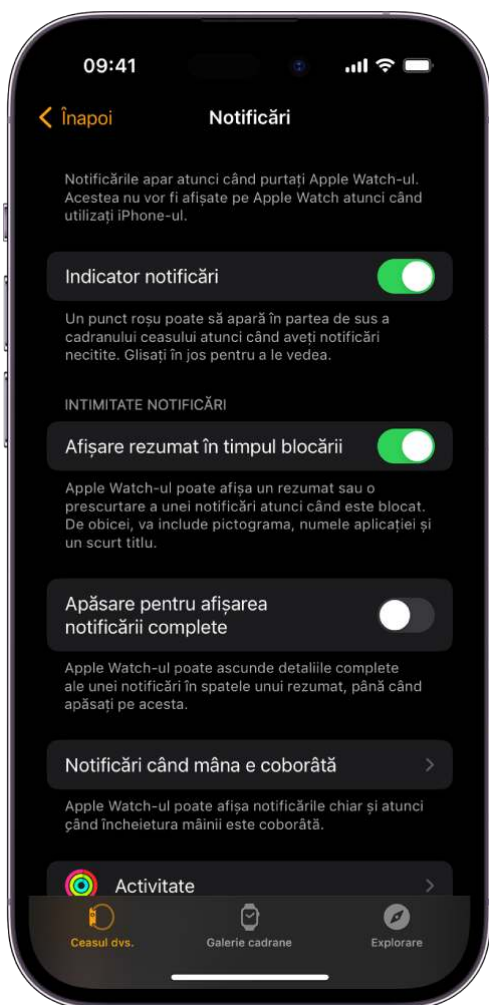 09:41
Înapoi
Notificări
Notificările apar atunci când purtați Apple Watch-ul.
Acestea nu vor fi afișate pe Apple Watch atunci când
utilizați iPhone-ul.
Indicator notificări
Un punct roșu poate să apară în partea de sus a
cadranului ceasului atunci când aveți notificări
necitite. Glisați în jos pentru a le vedea.
INTIMITATE NOTIFICĂRI
Afișare rezumat în timpul blocării
Apple Watch-ul poate afișa un rezumat sau o
prescurtare a unei notificări atunci când este blocat.
De obicei, va include pictograma, numele aplicației și
un scurt titlu.
Apăsare pentru afișarea
notificării complete
Apple Watch-ul poate ascunde detaliile complete
ale unei notificări în spatele unui rezumat, până când
apăsați pe acesta.
Notificări când mâna e coborâtă
Apple Watch-ul poate afișa notificările chiar și atunci
când încheietura mâinii este coborâtă.
Activitate
Ceasul dvs.
Galerie cadrane
Explorare